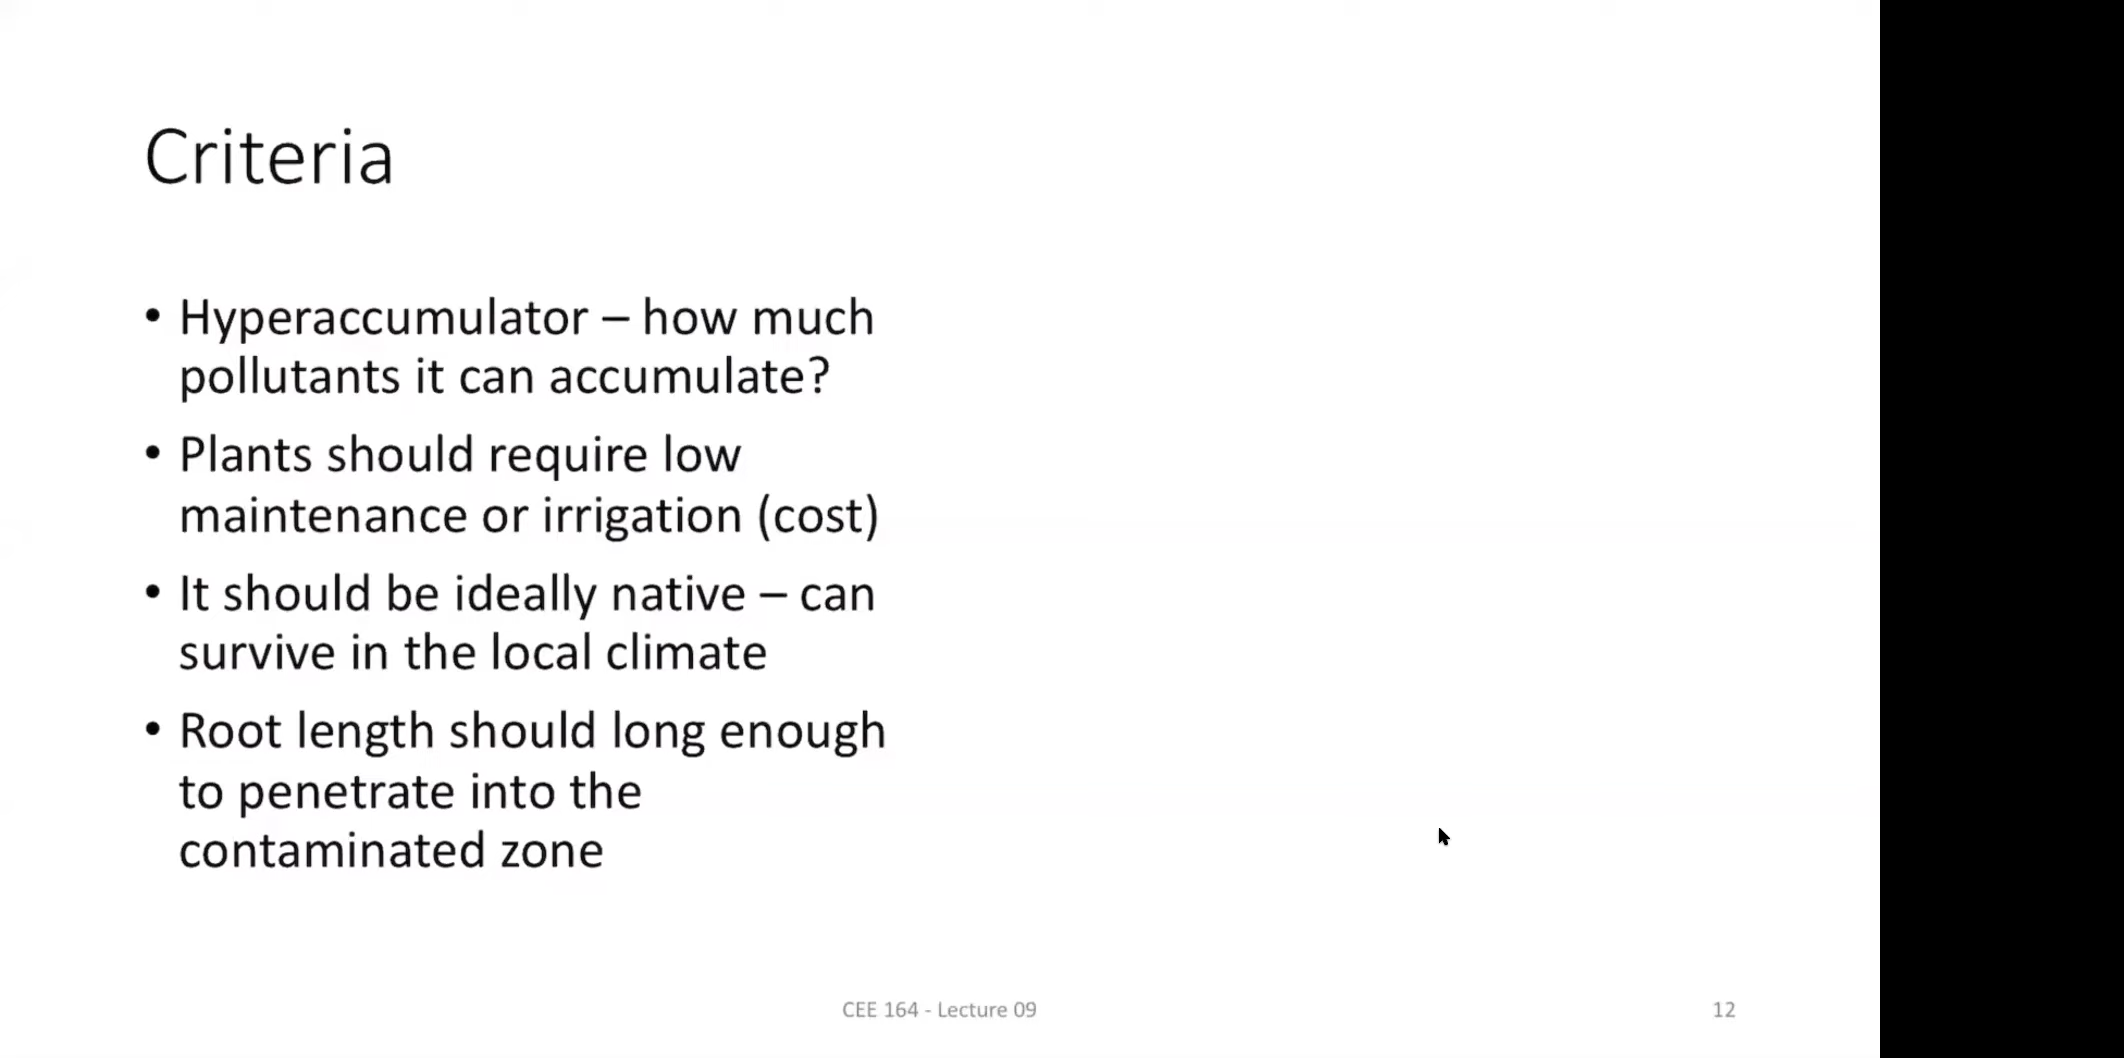 Criteria
• Hyperaccumulator – how much
pollutants it can accumulate?
• Plants should require low
maintenance or irrigation (cost)
• It should be ideally native – can
survive in the local climate
• Root length should long enough
to penetrate into the
contaminated zone
CEE 164 - Lecture 09
12